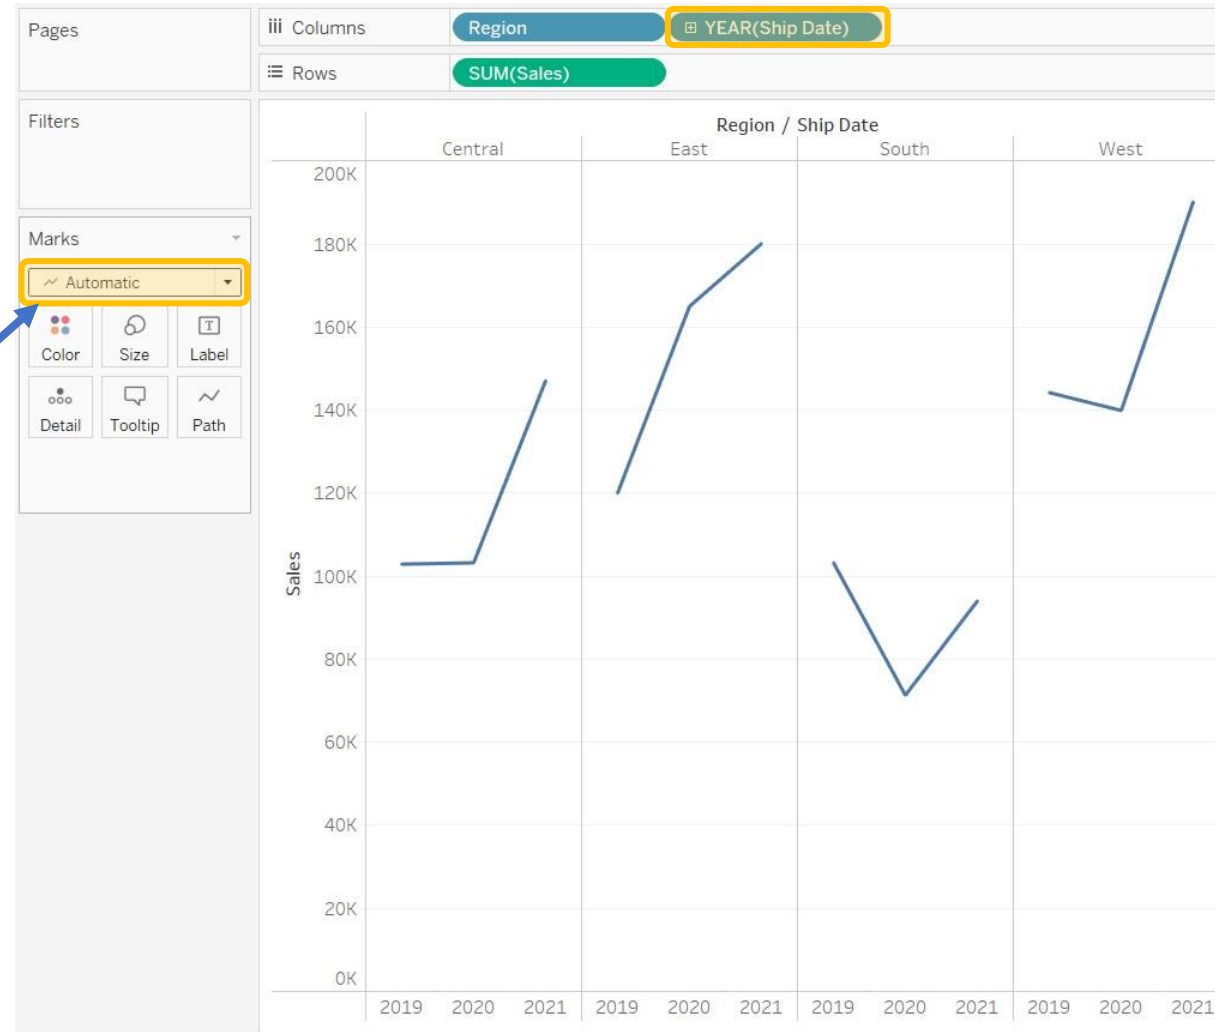 Pages
Columns
Region
YEAR(Ship Date)
Rows
SUM(Sales)
Filters
Marks
Automatic
Color Size Label
Detail Tooltip Path
Region / Ship Date
Central East South West
200K
180K
160K
140K
120K
100K
80K
60K
40K
20K
0K
Sales
2019 2020 2021 2019 2020 2021 2019 2020 2021 2019 2020 2021